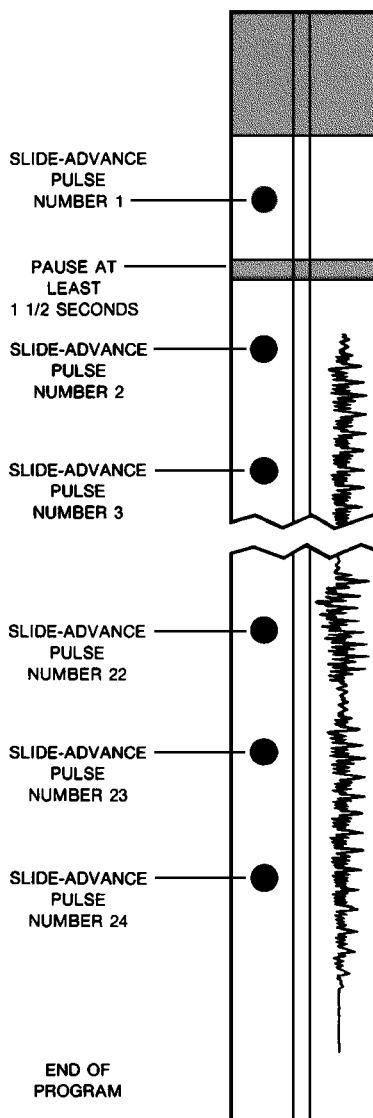 SLIDE-ADVANCE
PULSE
NUMBER 1
PAUSE AT
LEAST
1 1/2 SECONDS
SLIDE-ADVANCE
PULSE
NUMBER 2
SLIDE-ADVANCE
PULSE
NUMBER 3
SLIDE-ADVANCE
PULSE
NUMBER 22
SLIDE-ADVANCE
PULSE
NUMBER 23
SLIDE-ADVANCE
PULSE
NUMBER 24
END OF
PROGRAM